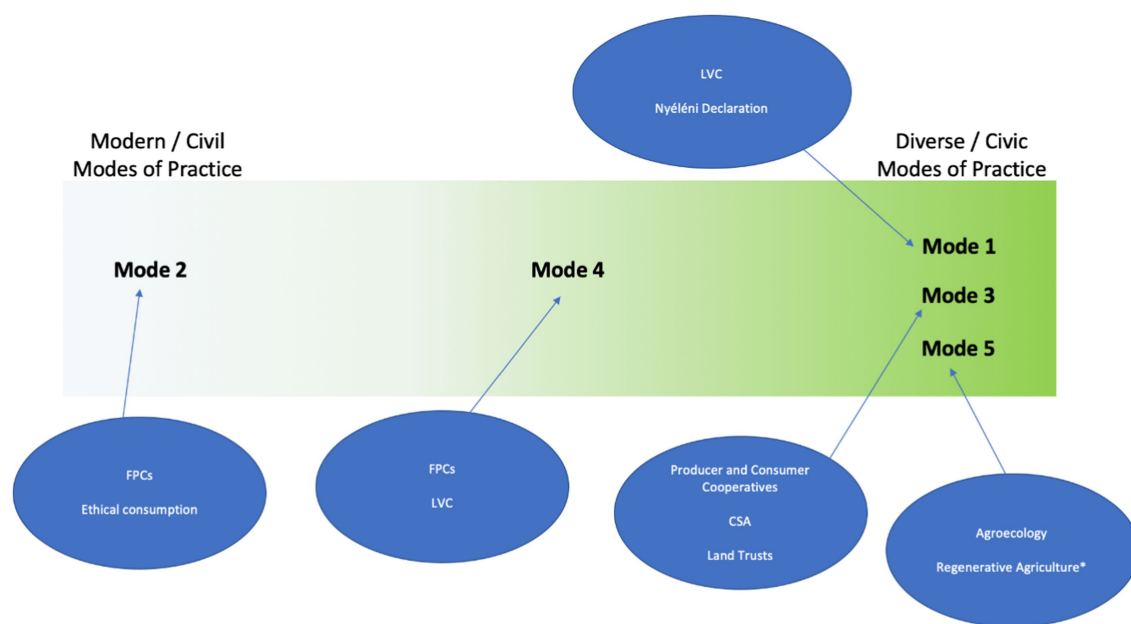 LVC
Nyéléni Declaration
Modern / Civil
Modes of Practice
Diverse / Civic
Modes of Practice
Mode 1
Mode 2
Mode 4
Mode 3
Mode 5
FPCs
Ethical consumption
FPCs
LVC
Producer and Consumer
Cooperatives
CSA
Land Trusts
Agroecology
Regenerative Agriculture*